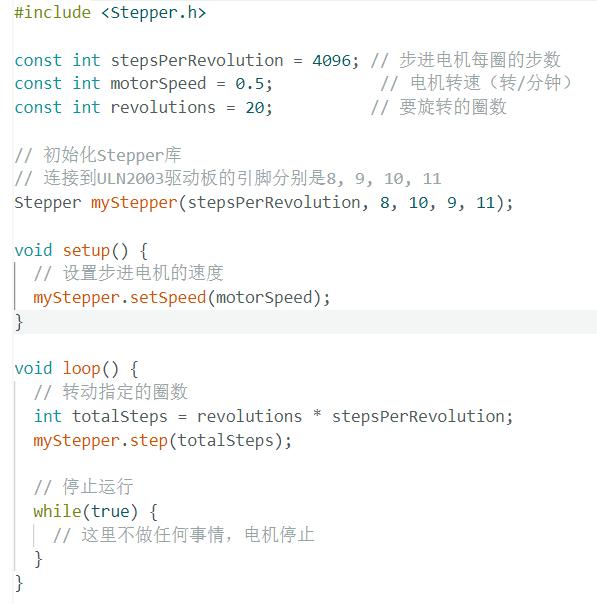 #include <Stepper.h>
const int stepsPerRevolution = 4096; // 步进电机每圈的步数
const int motorSpeed = 0.5;           // 电机转速（转/分钟）
const int revolutions = 20;          // 要旋转的圈数
// 初始化Stepper库
// 连接到ULN2003驱动板的引脚分别是8, 9, 10, 11
Stepper myStepper(stepsPerRevolution, 8, 10, 9, 11);
void setup() {
  // 设置步进电机的速度
  myStepper.setSpeed(motorSpeed);
}
void loop() {
  // 转动指定的圈数
  int totalSteps = revolutions * stepsPerRevolution;
  myStepper.step(totalSteps);
  // 停止运行
  while(true) {
    // 这里不做任何事情，电机停止
  }
}